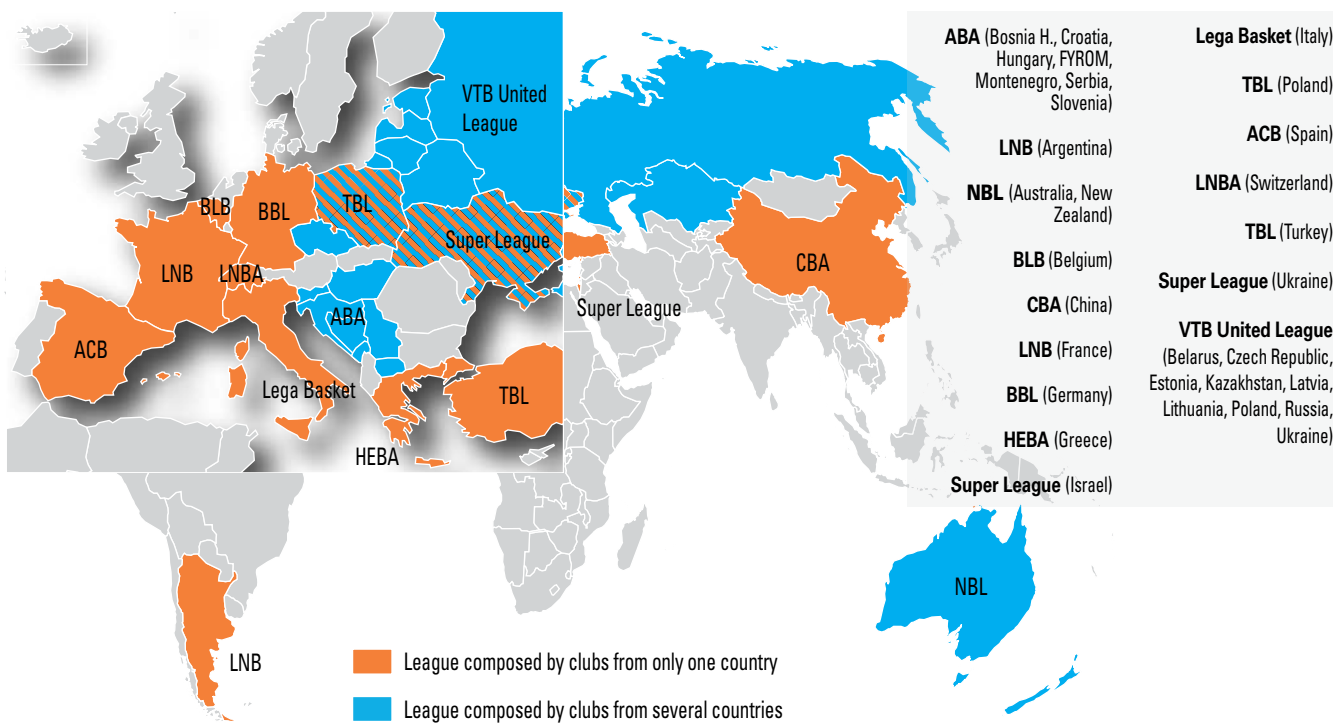 VTB United
League
BLB
BBL
TBL
Super League
LNB
LNBA
ABA
ACB
Lega Basket
TBL
HEBA
CBA
Super League
NBL
LNB
League composed by clubs from only one country
League composed by clubs from several countries
ABA (Bosnia H., Croatia,
Hungary, FYROM,
Montenegro, Serbia,
Slovenia)
LNB (Argentina)
NBL (Australia, New
Zealand)
BLB (Belgium)
CBA (China)
LNB (France)
BBL (Germany)
HEBA (Greece)
Super League (Israel)
Lega Basket (Italy)
TBL (Poland)
ACB (Spain)
LNBA (Switzerland)
TBL (Turkey)
Super League (Ukraine)
VTB United League
(Belarus, Czech Republic,
Estonia, Kazakhstan, Latvia,
Lithuania, Poland, Russia,
Ukraine)